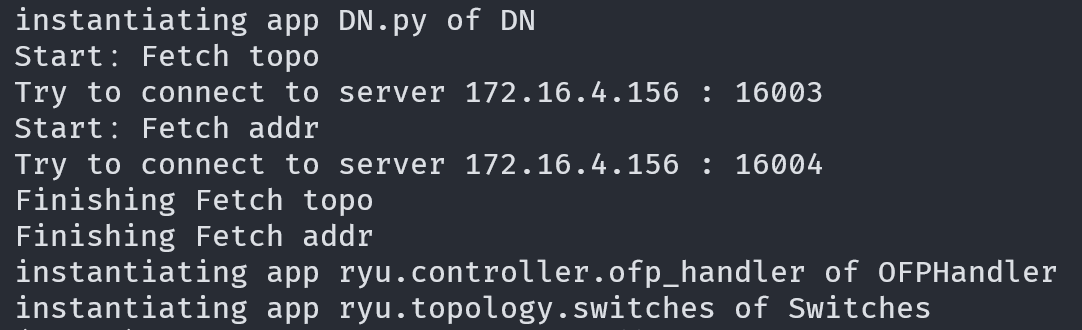 instantiating app DN.py of DN
Start: Fetch topo
Try to connect to server 172.16.4.156 : 16003
Start: Fetch addr
Try to connect to server 172.16.4.156 : 16004
Finishing Fetch topo
Finishing Fetch addr
instantiating app ryu.controller.ofp_handler of OFPHandler
instantiating app ryu.topology.switches of Switches